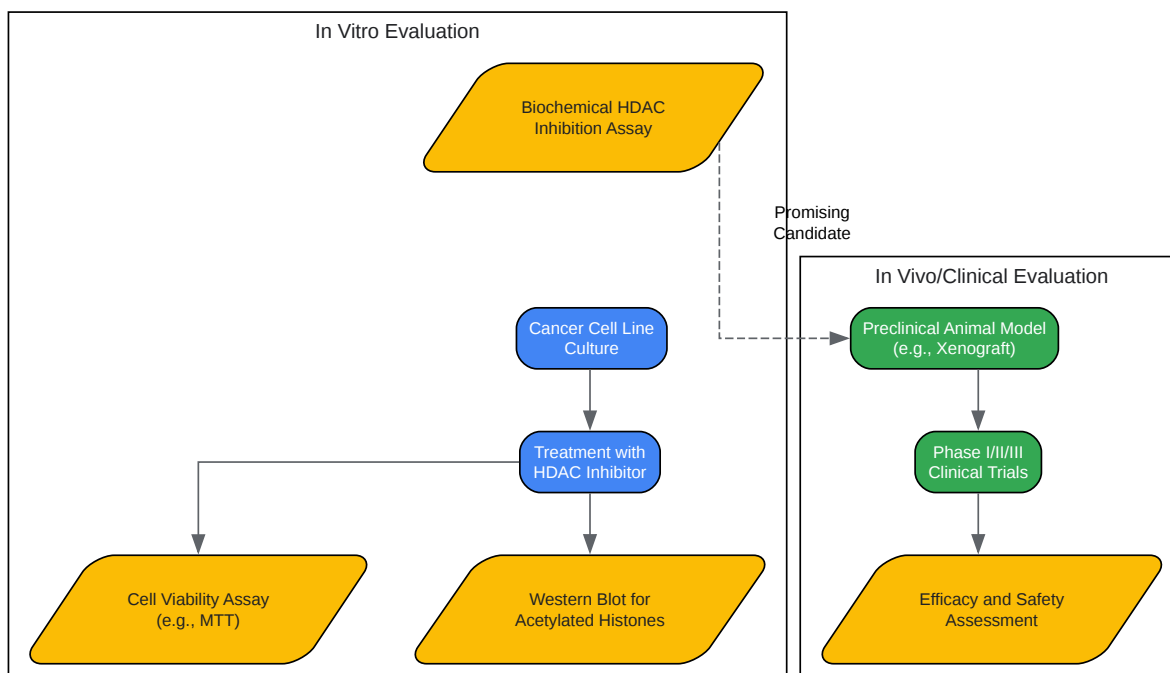 In Vitro Evaluation
Biochemical HDAC
Inhibition Assay
Promising
Candidate
In Vivo/Clinical Evaluation
Cancer Cell Line
Culture
Preclinical Animal Model
(e.g., Xenograft)
Treatment with
HDAC Inhibitor
Phase I/II/III
Clinical Trials
Cell Viability Assay
(e.g., MTT)
Western Blot for
Acetylated Histones
Efficacy and Safety
Assessment